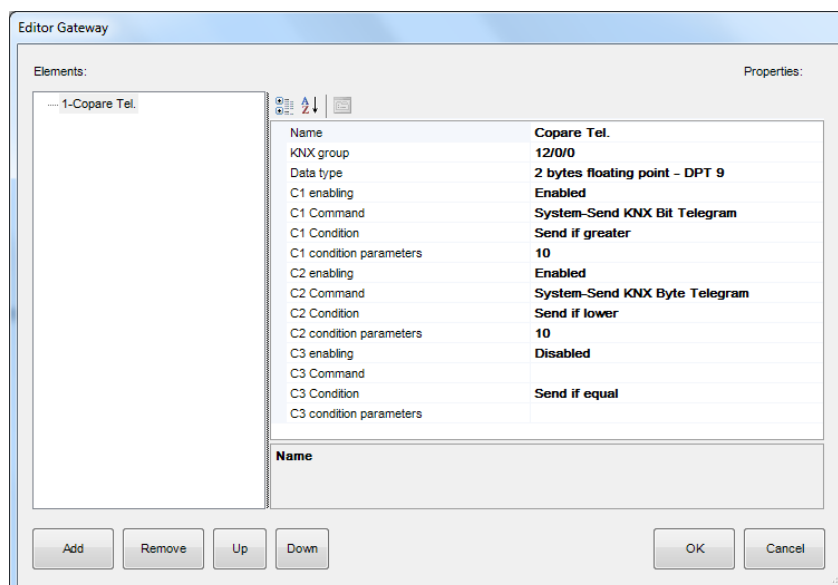 Editor Gateway
Elements: Properties:
1-Copare Tel.
Name Copare Tel.
KNX group 12/0/0
Data type 2 bytes floating point - DPT 9
C1 enabling Enabled
C1 Command System-Send KNX Bit Telegram
C1 Condition Send if greater
C1 condition parameters 10
C2 enabling Enabled
C2 Command System-Send KNX Byte Telegram
C2 Condition Send if lower
C2 condition parameters 10
C3 enabling Disabled
C3 Command
C3 Condition Send if equal
C3 condition parameters
Name
Add Remove Up Down OK Cancel